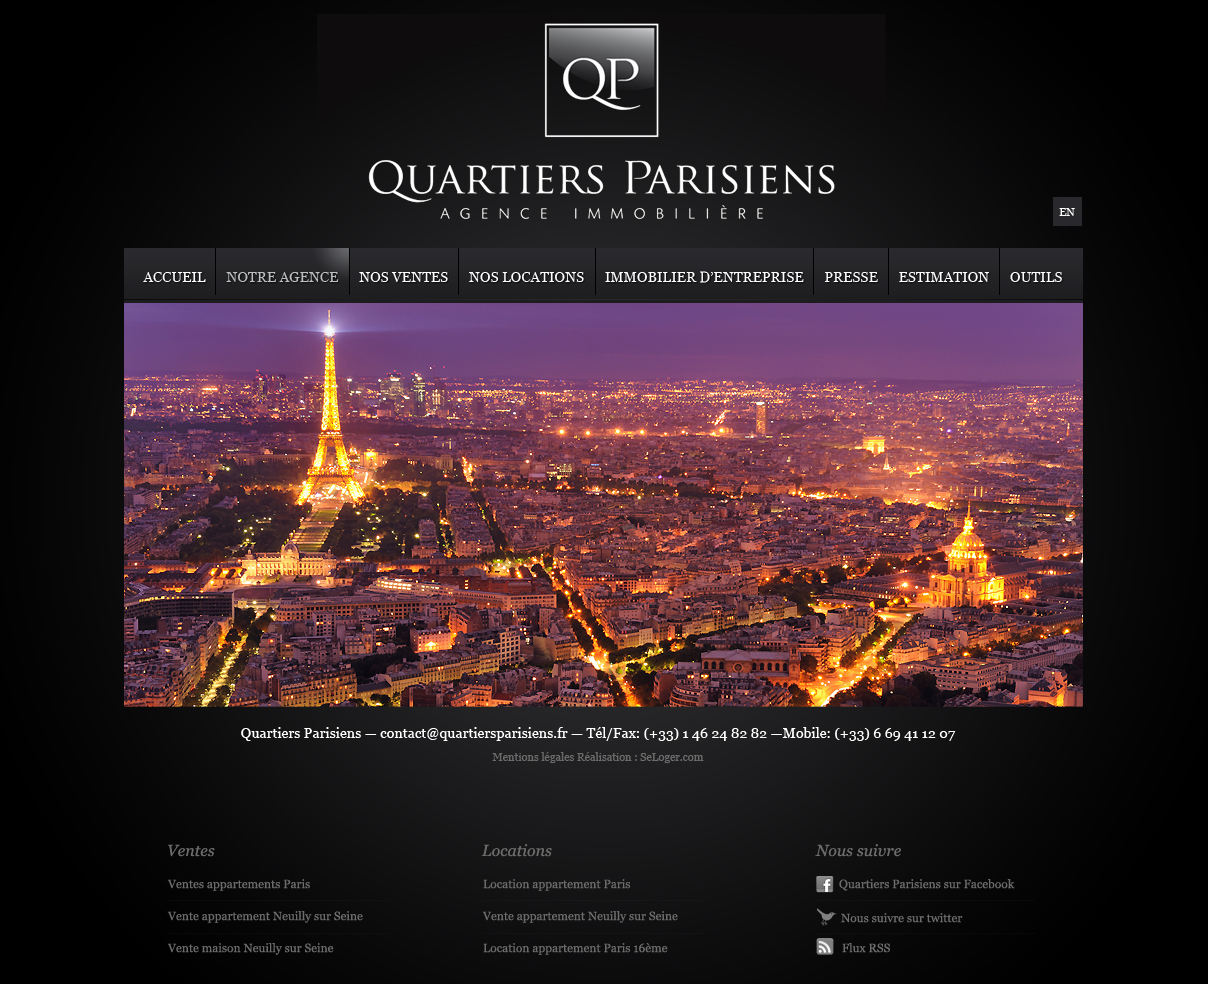 QP
QUARTIERS PARISIENS
AGENCE IMMOBILIÈRE
EN
ACCUEIL NOTRE AGENCE NOS VENTES NOS LOCATIONS IMMOBILIER D’ENTREPRISE PRESSE ESTIMATION OUTILS
Quartiers Parisiens — contact@quartiersparisiens.fr — Tél/Fax: (+33) 1 46 24 82 82 —Mobile: (+33) 6 69 41 12 07
Mentions légales Réalisation : SeLoger.com
Ventes
Ventes appartements Paris
Vente appartement Neuilly sur Seine
Vente maison Neuilly sur Seine
Locations
Location appartement Paris
Vente appartement Neuilly sur Seine
Location appartement Paris 16ème
Nous suivre
Quartiers Parisiens sur Facebook
Nous suivre sur twitter
Flux RSS